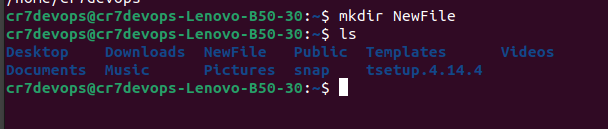 /home/cr7devops
cr7devops@cr7devops-Lenovo-B50-30:~$ mkdir NewFile
cr7devops@cr7devops-Lenovo-B50-30:~$ ls
Desktop Downloads NewFile Public Templates Videos
Documents Music Pictures snap tsetup.4.14.4
cr7devops@cr7devops-Lenovo-B50-30:~$